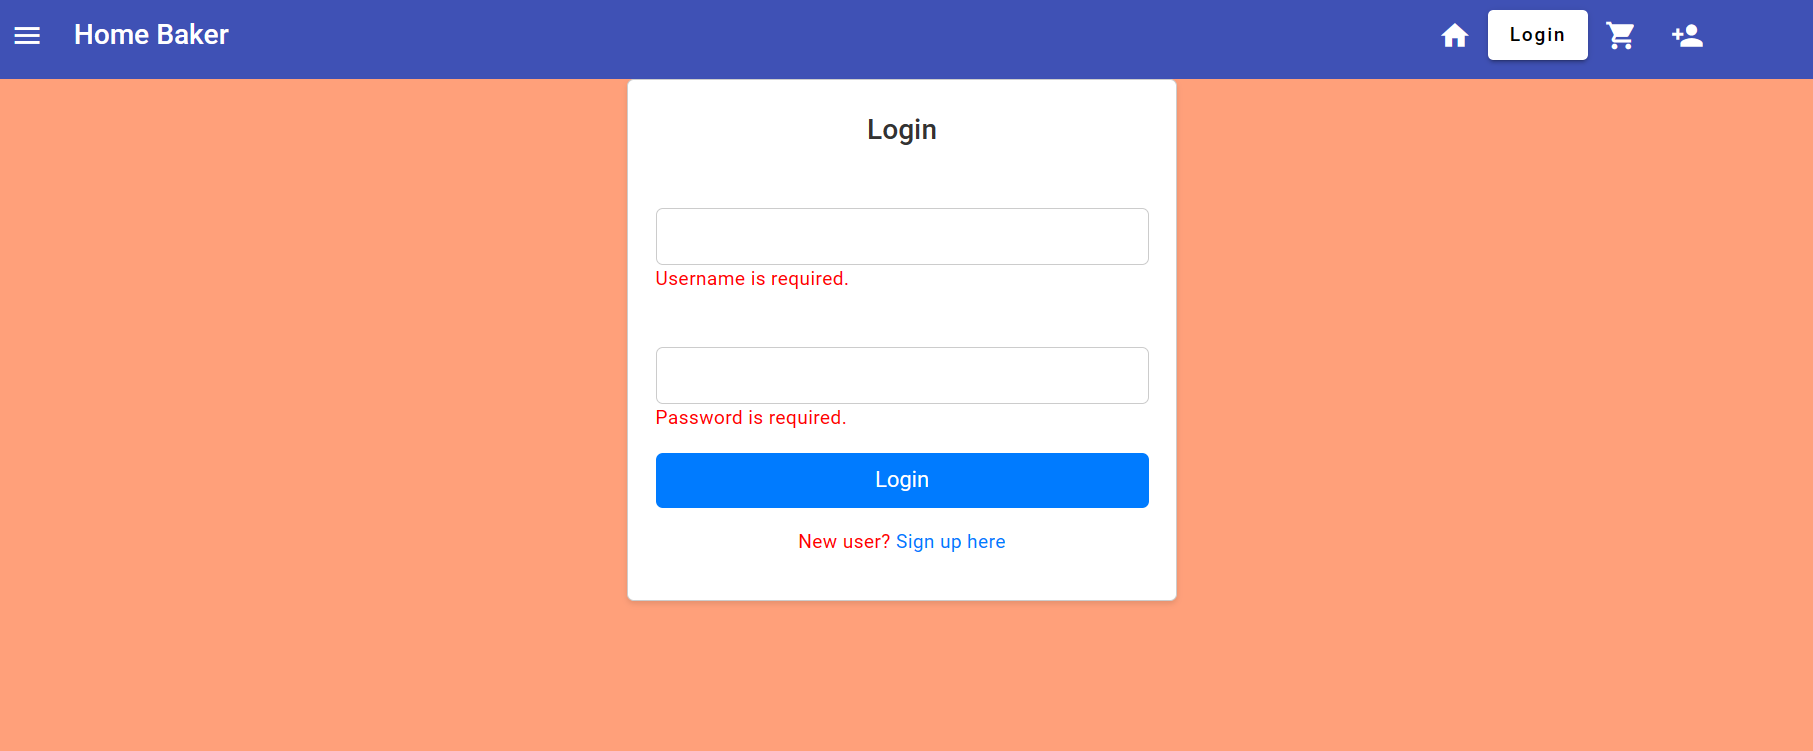 Home Baker
Login
Login
Username is required.
Password is required.
Login
New user? Sign up here